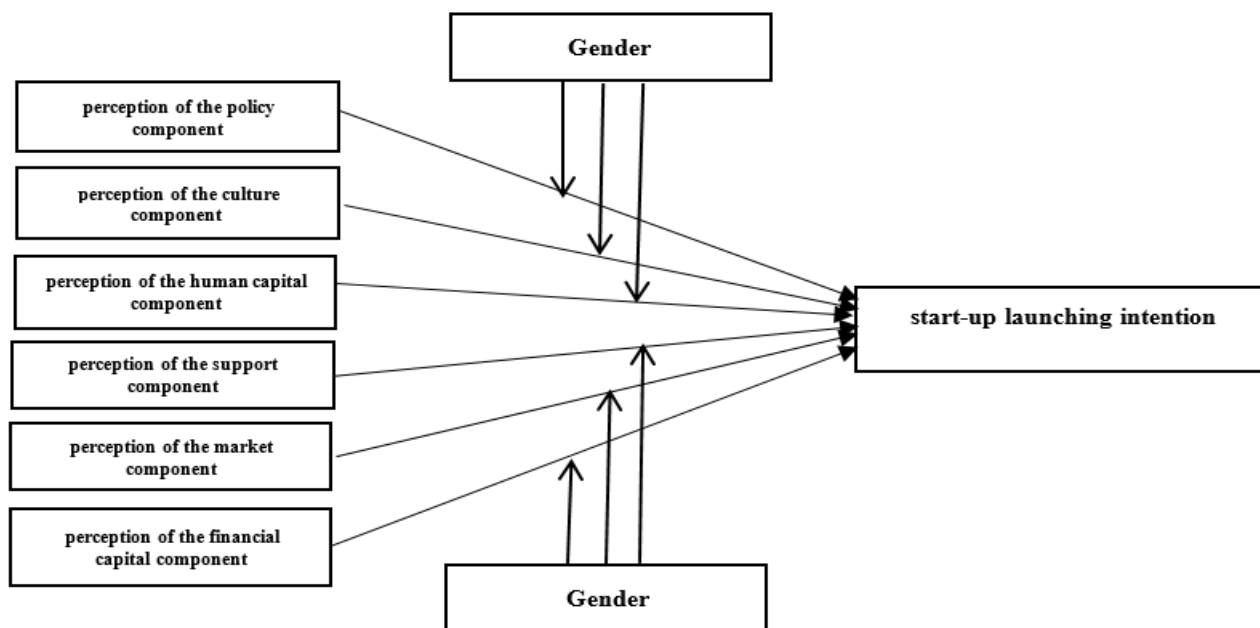 Gender
perception of the policy
component
perception of the culture
component
perception of the human capital
component
start-up launching intention
perception of the support
component
perception of the market
component
perception of the financial
capital component
Gender